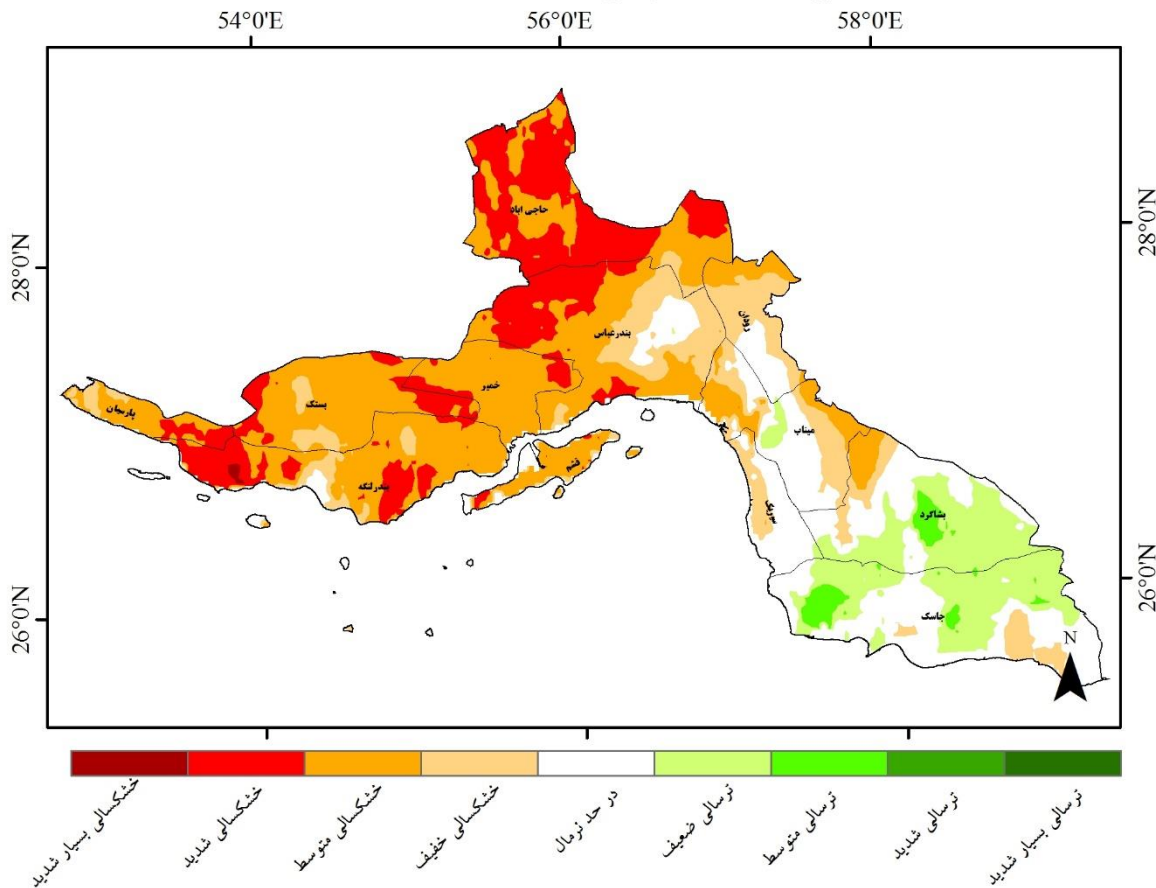 54°0'E
56°0'E
58°0'E
28°0'N
28°0'N
26°0'N
26°0'N
حاجی اباد
بندرعباس
رودان
خمیر
بستک
پارسیان
میناب
قشم
بندرلنگه
سیریک
بشاگرد
جاسک
N
خشکسالی بسیار شدید
خشکسالی شدید
خشکسالی متوسط
خشکسالی خفیف
در حد نرمال
ترسالی ضعیف
ترسالی متوسط
ترسالی شدید
ترسالی بسیار شدید